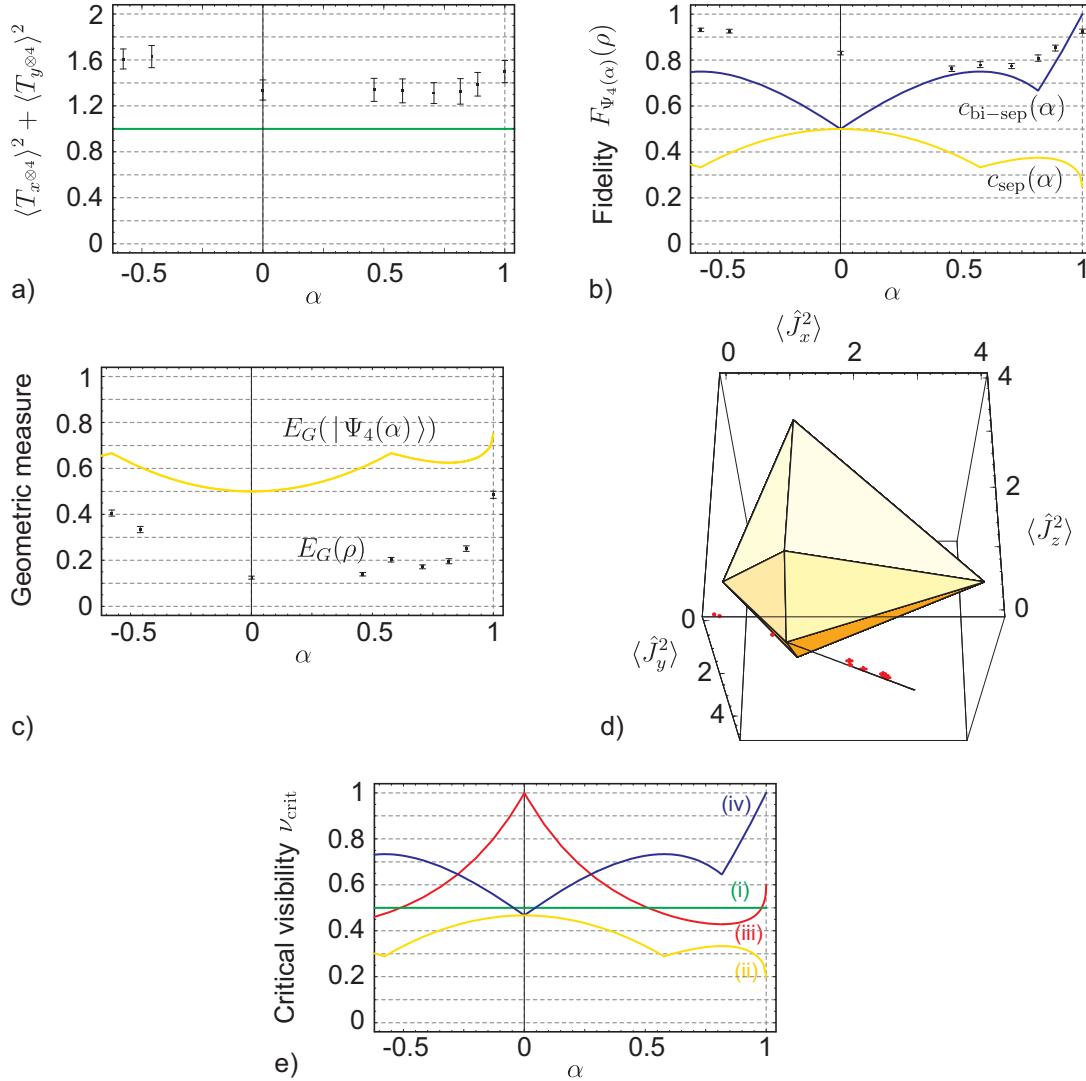 ⟨T_{x⊗4}⟩² + ⟨T_{y⊗4}⟩²
2
1.6
1.2
0.8
0.4
0
-0.5 0 0.5 1
α
a)
Fidelity F_{Ψ₄(α)}(ρ)
1
0.8
0.6
0.4
0.2
0
c_{bi−sep}(α)
c_{sep}(α)
-0.5 0 0.5 1
α
b)
Geometric measure
1
0.8
0.6
0.4
0.2
0
E_G(|Ψ₄(α)⟩)
E_G(ρ)
-0.5 0 0.5 1
α
c)
⟨Ĵ_x²⟩
0 2 4
4
2
0
⟨Ĵ_z²⟩
0
2
4
⟨Ĵ_y²⟩
d)
Critical visibility ν_{crit}
1
0.8
0.6
0.4
0.2
0
(iv)
(i)
(iii)
(ii)
-0.5 0 0.5 1
α
e)